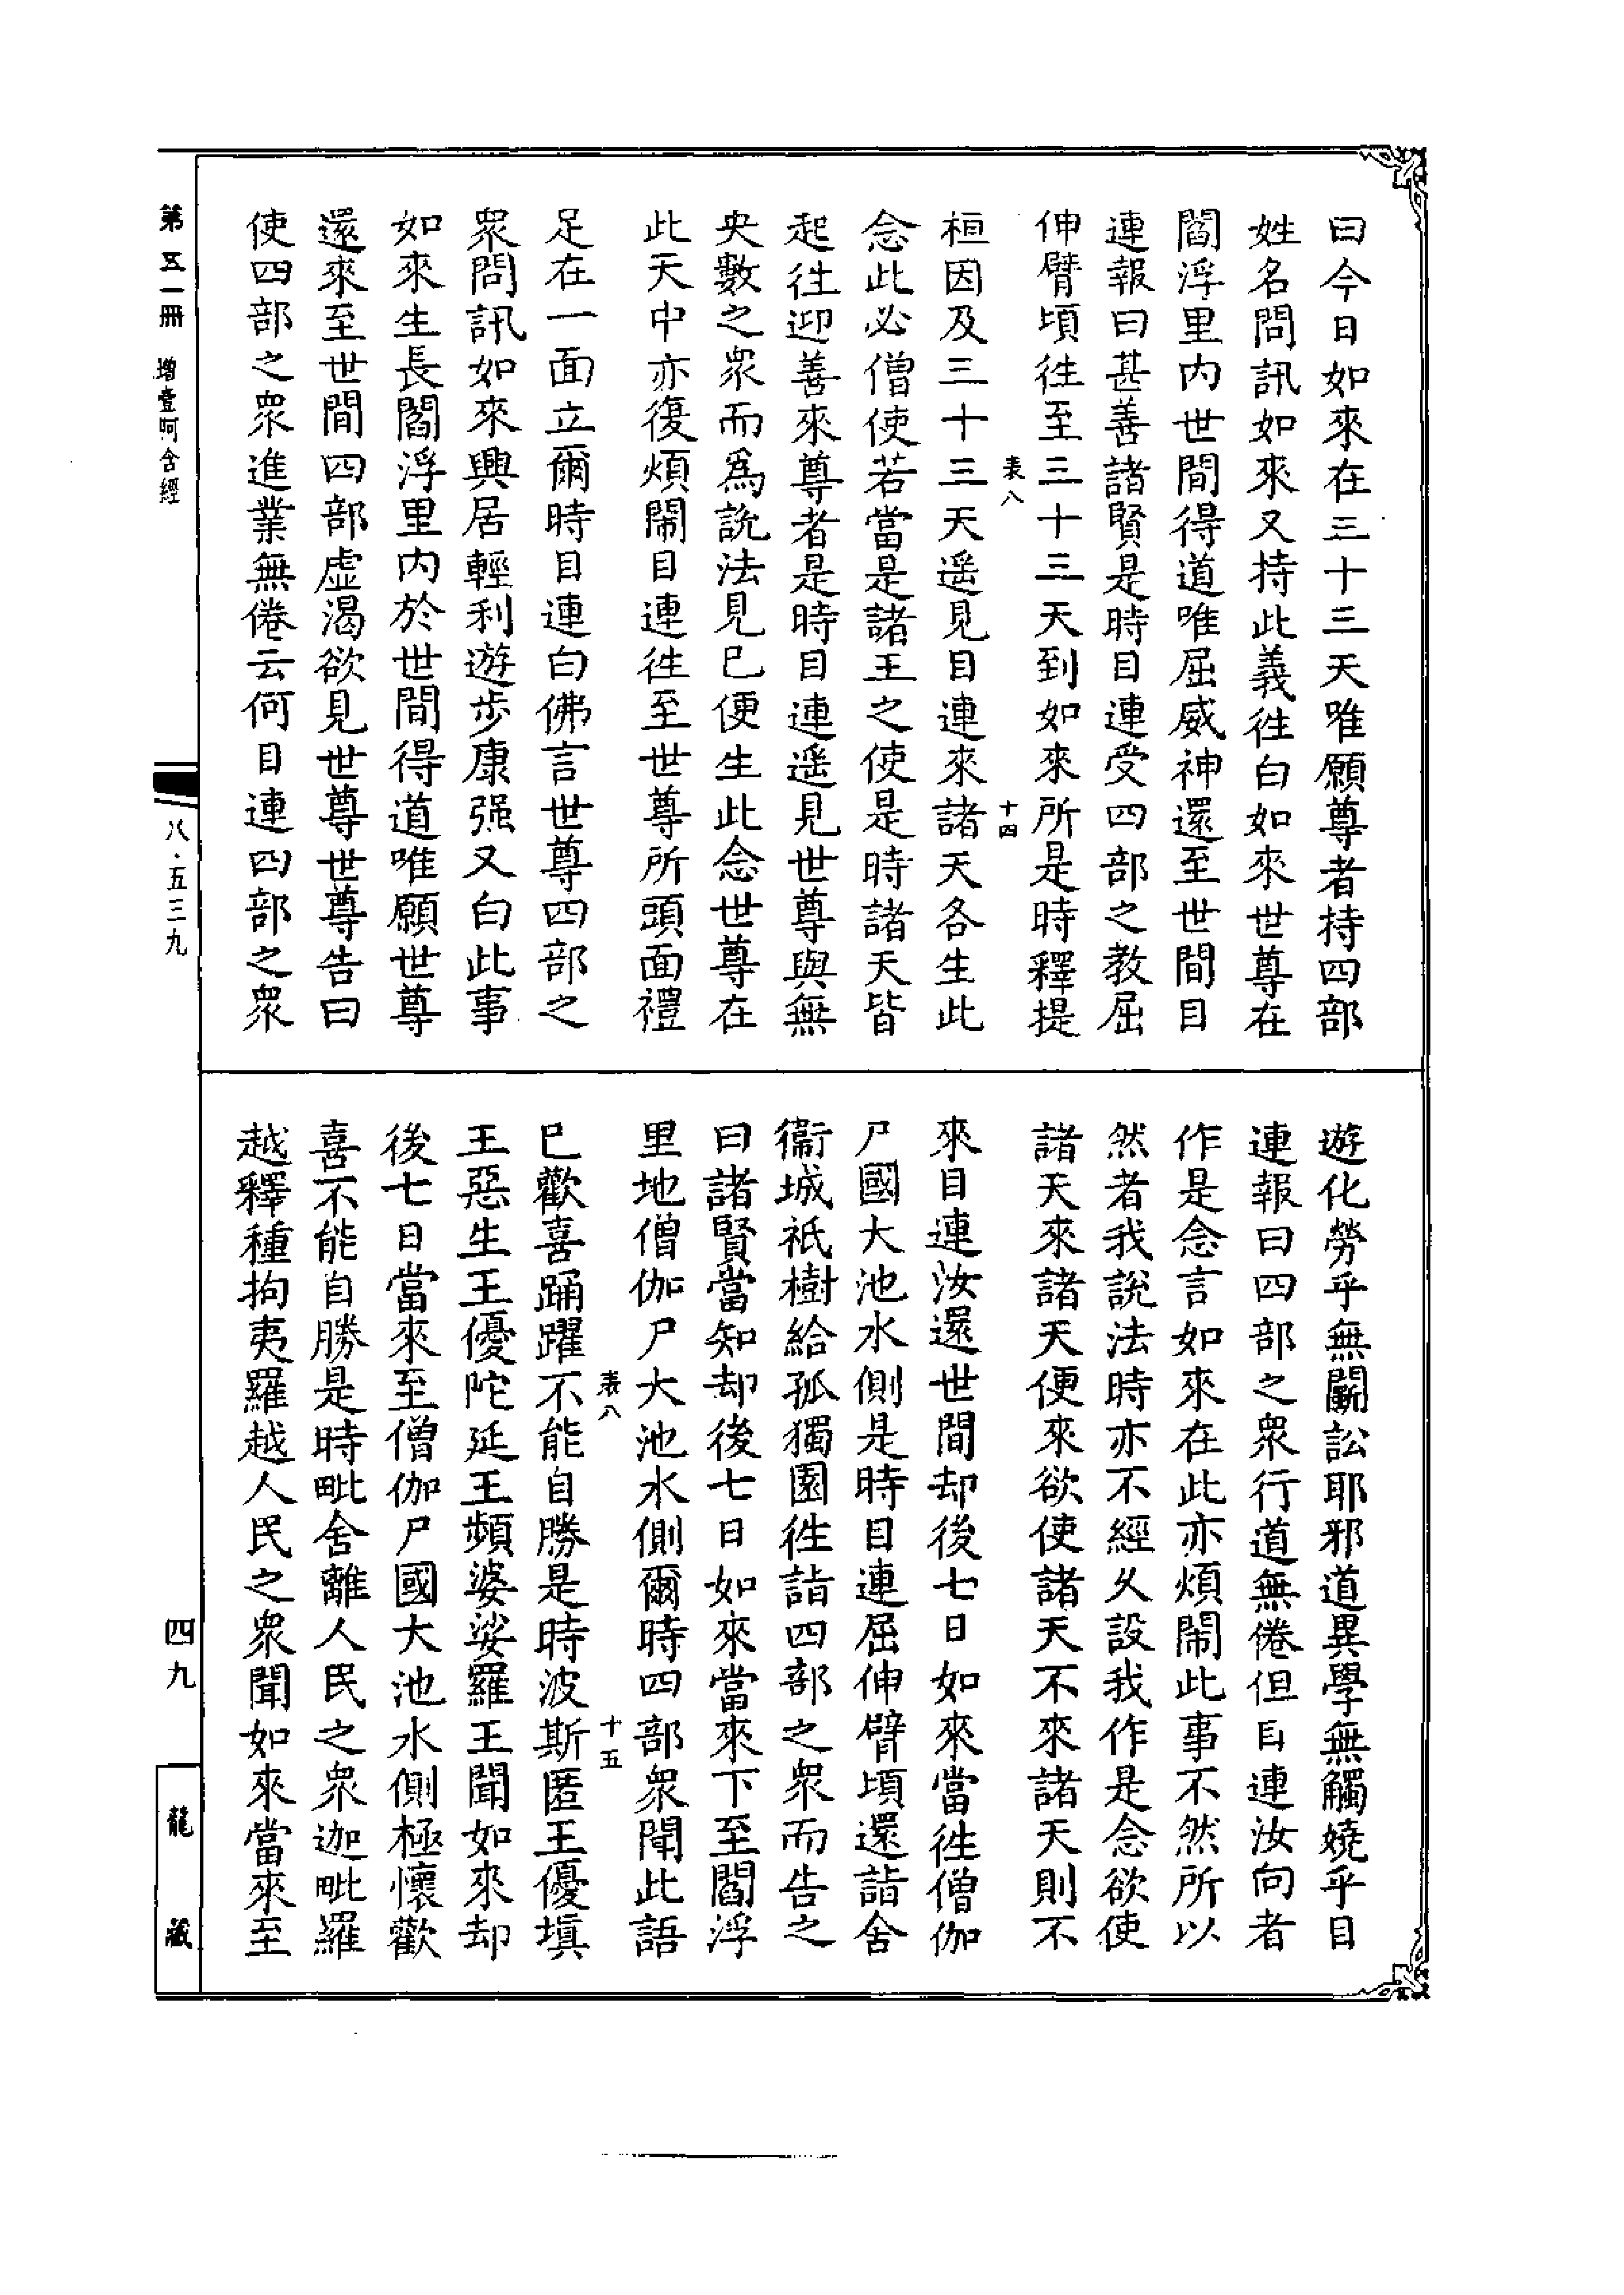 曰今日如來在三十三天唯願尊者持四部
姓名問訊如來又持此義往白如來世尊在
閻浮里內世間得道唯屈威神還至世間目
連報曰甚善諸賢是時目連受四部之教屈
伸臂頃往至三十三天到如來所是時釋提
表八
十四
桓因及三十三天遙見目連來諸天各生此
念此必僧使若當是諸王之使是時諸天皆
起往迎善來尊者是時目連遙見世尊與無
央數之眾而為說法見已便生此念世尊在
此天中亦復煩鬧目連往至世尊所頭面禮
足在一面立爾時目連白佛言世尊四部之
眾問訊如來興居輕利遊步康强又白此事
如來生長閻浮里內於世間得道唯願世尊
還來至世間四部虛渴欲見世尊世尊告曰
使四部之眾進業無倦云何目連四部之眾
遊化勞乎無鬭訟耶邪道異學無觸嬈乎目
連報曰四部之眾行道無倦但目連汝向者
作是念言如來在此亦煩鬧此事不然所以
然者我說法時亦不經久設我作是念欲使
諸天來諸天便來欲使諸天不來諸天則不
來目連汝還世間却後七日如來當往僧伽
尸國大池水側是時目連屈伸臂頃還詣舍
衞城祇樹給孤獨園往詣四部之眾而告之
曰諸賢當知却後七日如來當來下至閻浮
里地僧伽尸大池水側爾時四部眾聞此語
表八
十五
已歡喜踊躍不能自勝是時波斯匿王優填
王惡生王優陀延王頻婆娑羅王聞如來却
後七日當來至僧伽尸國大池水側極懷歡
喜不能自勝是時毗舍離人民之眾迦毗羅
越釋種拘夷羅越人民之眾聞如來當來至
第五一冊 增壹阿含經
八·五三九
四九
龍藏